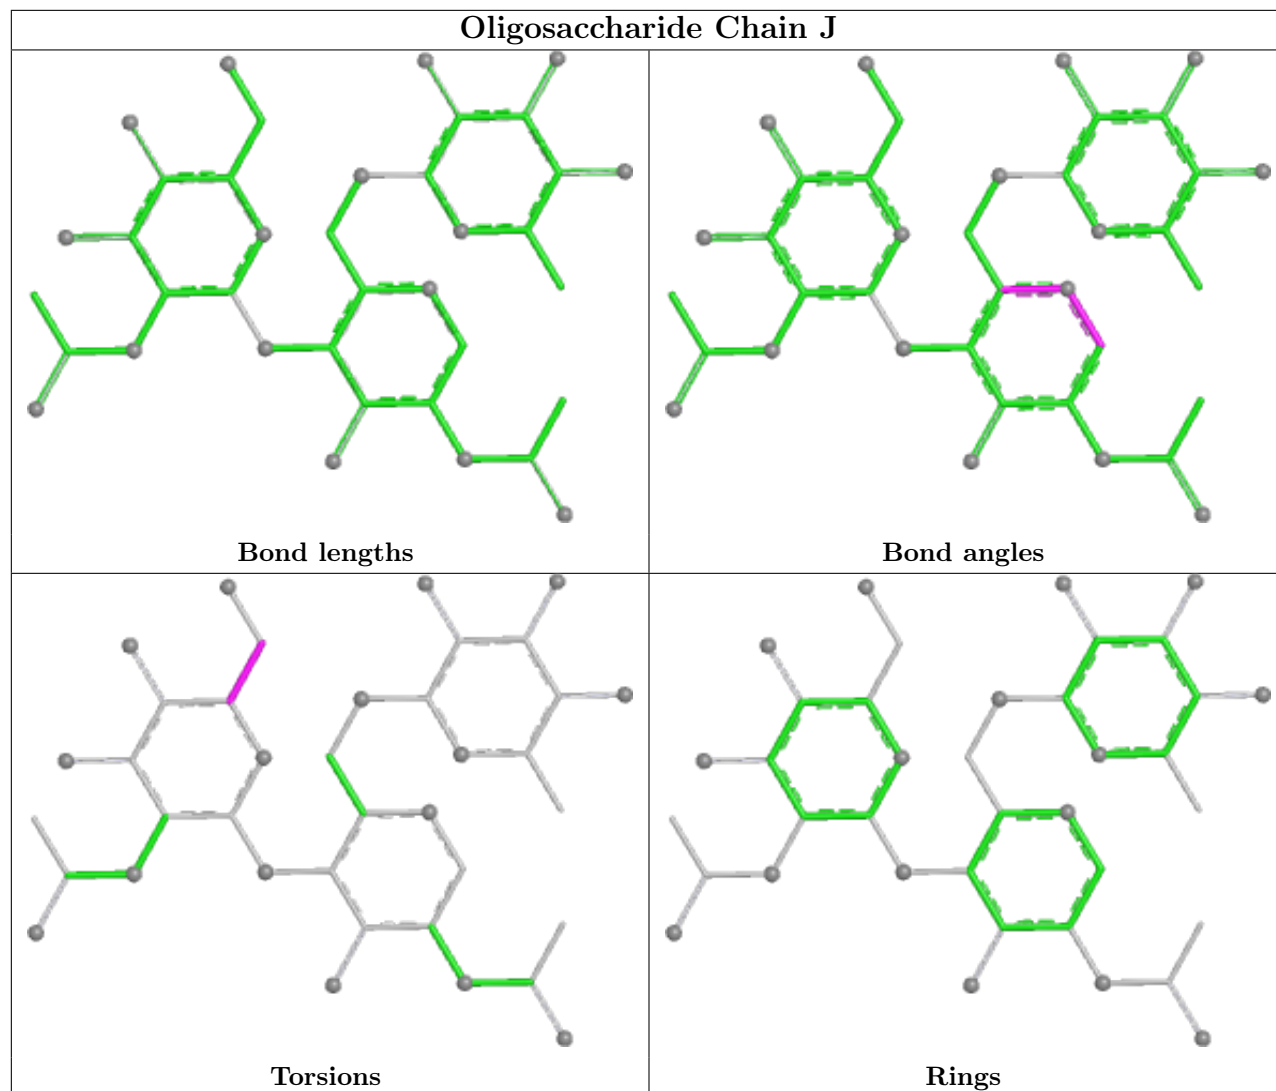 Oligosaccharide Chain J
Bond lengths
Bond angles
Torsions
Rings